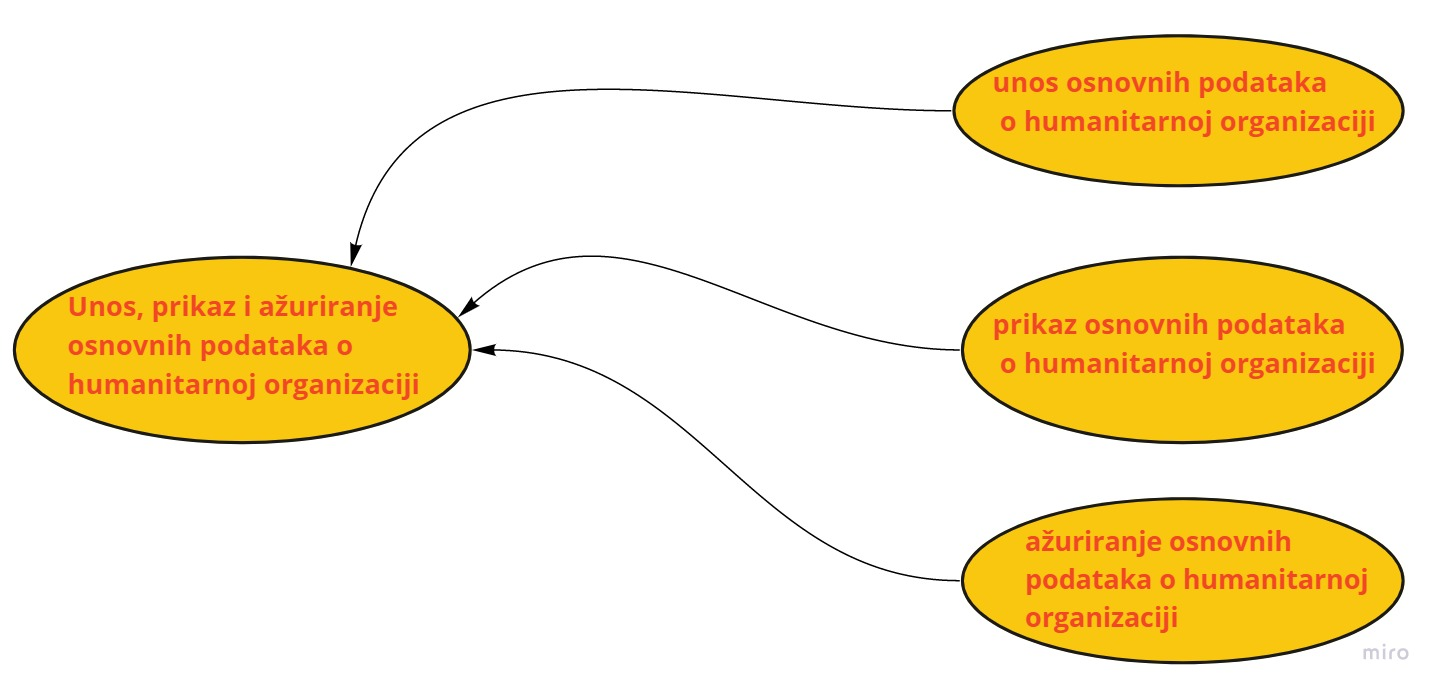 unos osnovnih podataka
o humanitarnoj organizaciji
Unos, prikaz i ažuriranje
osnovnih podataka o
humanitarnoj organizaciji
prikaz osnovnih podataka
o humanitarnoj organizaciji
ažuriranje osnovnih
podataka o humanitarnoj
organizaciji
miro